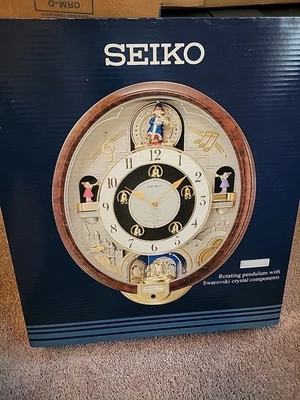 ORM-D
SEIKO
12
1
2
3
4
5
6
7
8
9
10
11
SEIKO
Rotating pendulum with
Swarovski crystal components